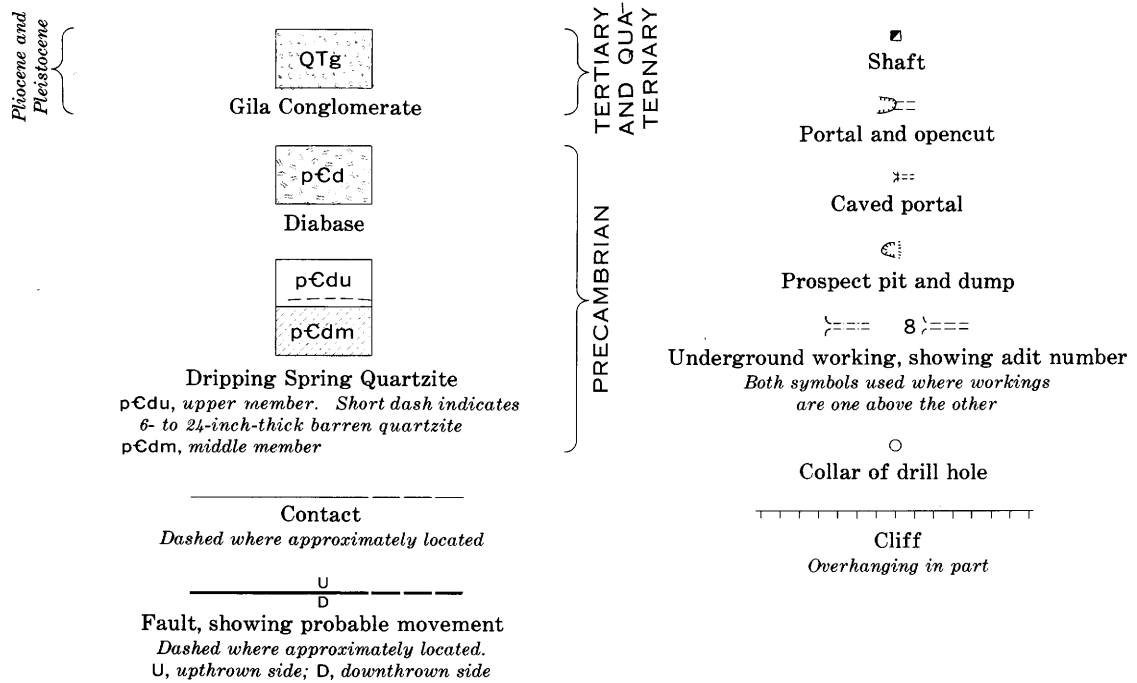 Pliocene and
Pleistocene
QTg
Gila Conglomerate
TERTIARY
AND QUA-
TERNARY
p€d
Diabase
p€du
p€dm
Dripping Spring Quartzite
p€du, upper member. Short dash indicates
6- to 24-inch-thick barren quartzite
p€dm, middle member
PRECAMBRIAN
Contact
Dashed where approximately located
U
D
Fault, showing probable movement
Dashed where approximately located.
U, upthrown side; D, downthrown side
Shaft
Portal and opencut
Caved portal
Prospect pit and dump
8
Underground working, showing adit number
Both symbols used where workings
are one above the other
Collar of drill hole
Cliff
Overhanging in part